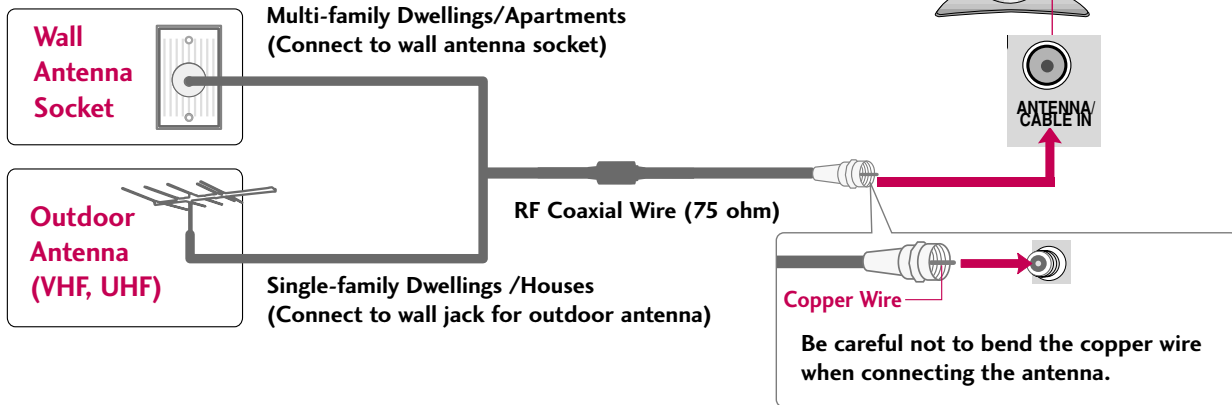 Wall
Antenna
Socket
Multi-family Dwellings/Apartments
(Connect to wall antenna socket)
ANTENNA/
CABLE IN
Outdoor
Antenna
(VHF, UHF)
RF Coaxial Wire (75 ohm)
Single-family Dwellings /Houses
(Connect to wall jack for outdoor antenna)
Copper Wire
Be careful not to bend the copper wire
when connecting the antenna.